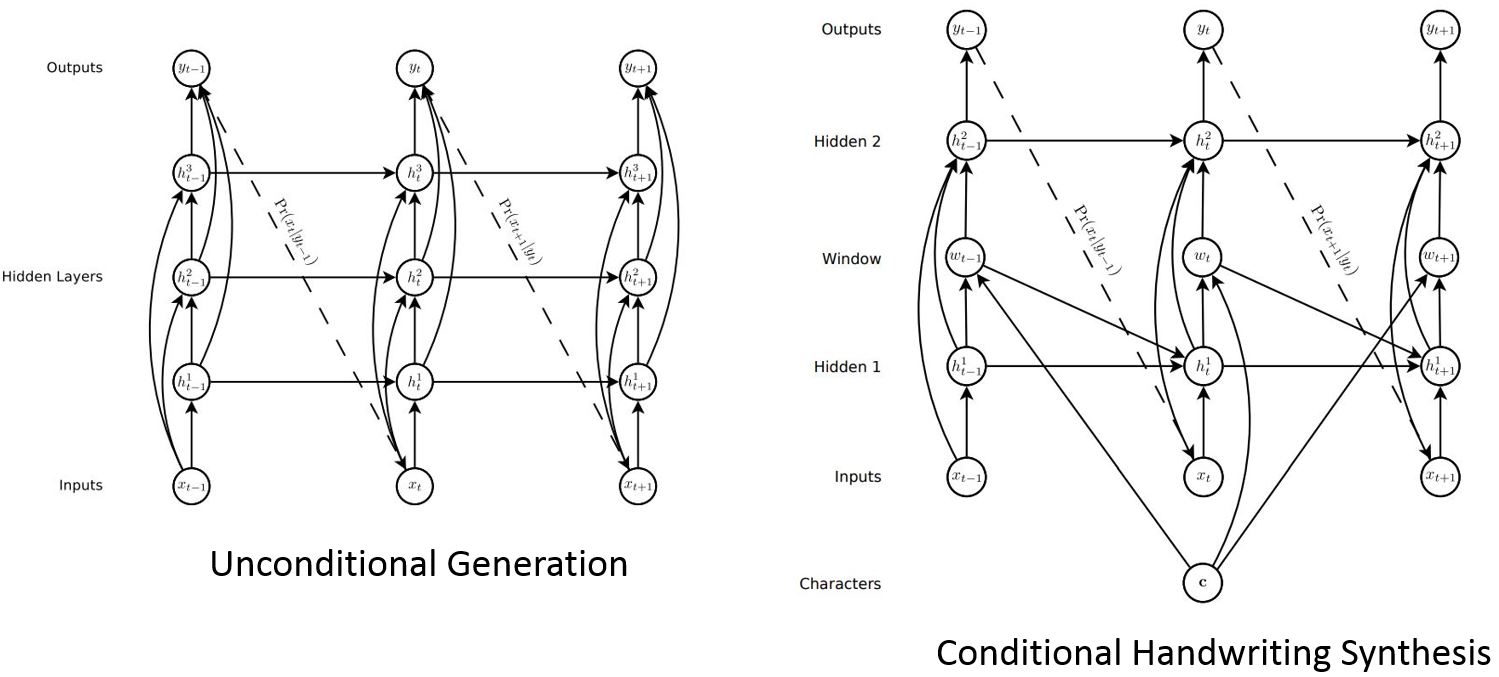 Outputs
y_{t−1} y_t y_{t+1}
h^3_{t−1} h^3_t h^3_{t+1}
Pr(x_t|y_{t−1}) Pr(x_{t+1}|y_t)
Hidden Layers
h^2_{t−1} h^2_t h^2_{t+1}
h^1_{t−1} h^1_t h^1_{t+1}
Inputs
x_{t−1} x_t x_{t+1}
Unconditional Generation
Outputs
y_{t−1} y_t y_{t+1}
Hidden 2
h^2_{t−1} h^2_t h^2_{t+1}
Pr(x_t|y_{t−1}) Pr(x_{t+1}|y_t)
Window
w_{t−1} w_t w_{t+1}
Hidden 1
h^1_{t−1} h^1_t h^1_{t+1}
Inputs
x_{t−1} x_t x_{t+1}
Characters
c
Conditional Handwriting Synthesis